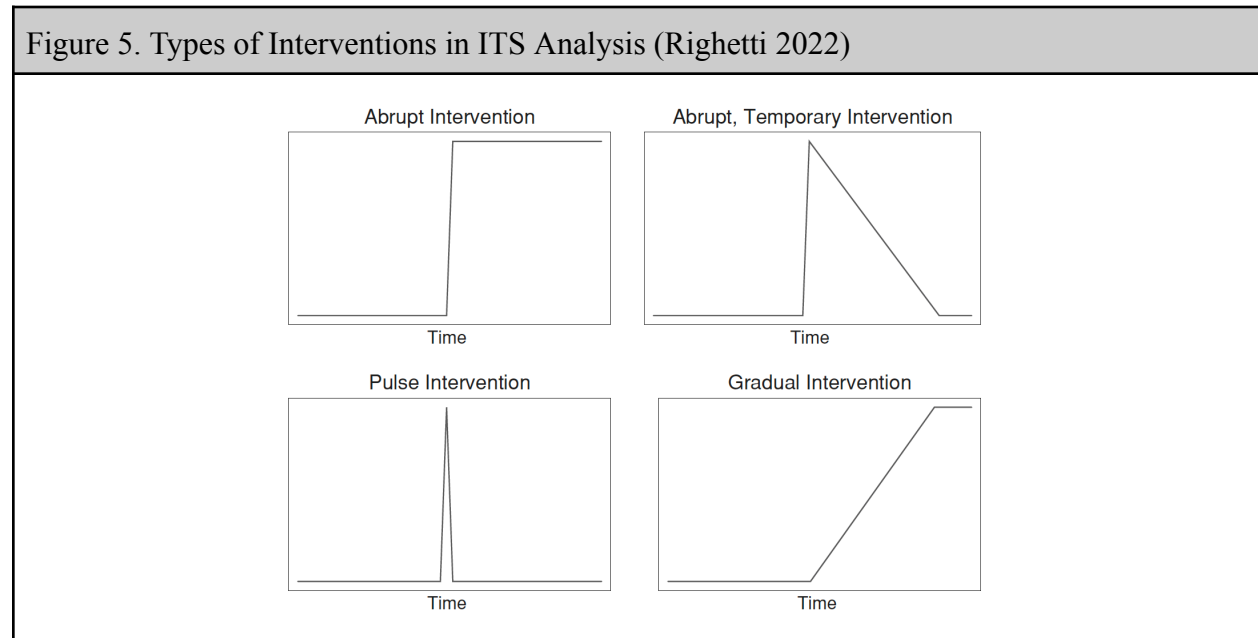 Figure 5. Types of Interventions in ITS Analysis (Righetti 2022)
Abrupt Intervention
Time
Abrupt, Temporary Intervention
Time
Pulse Intervention
Time
Gradual Intervention
Time